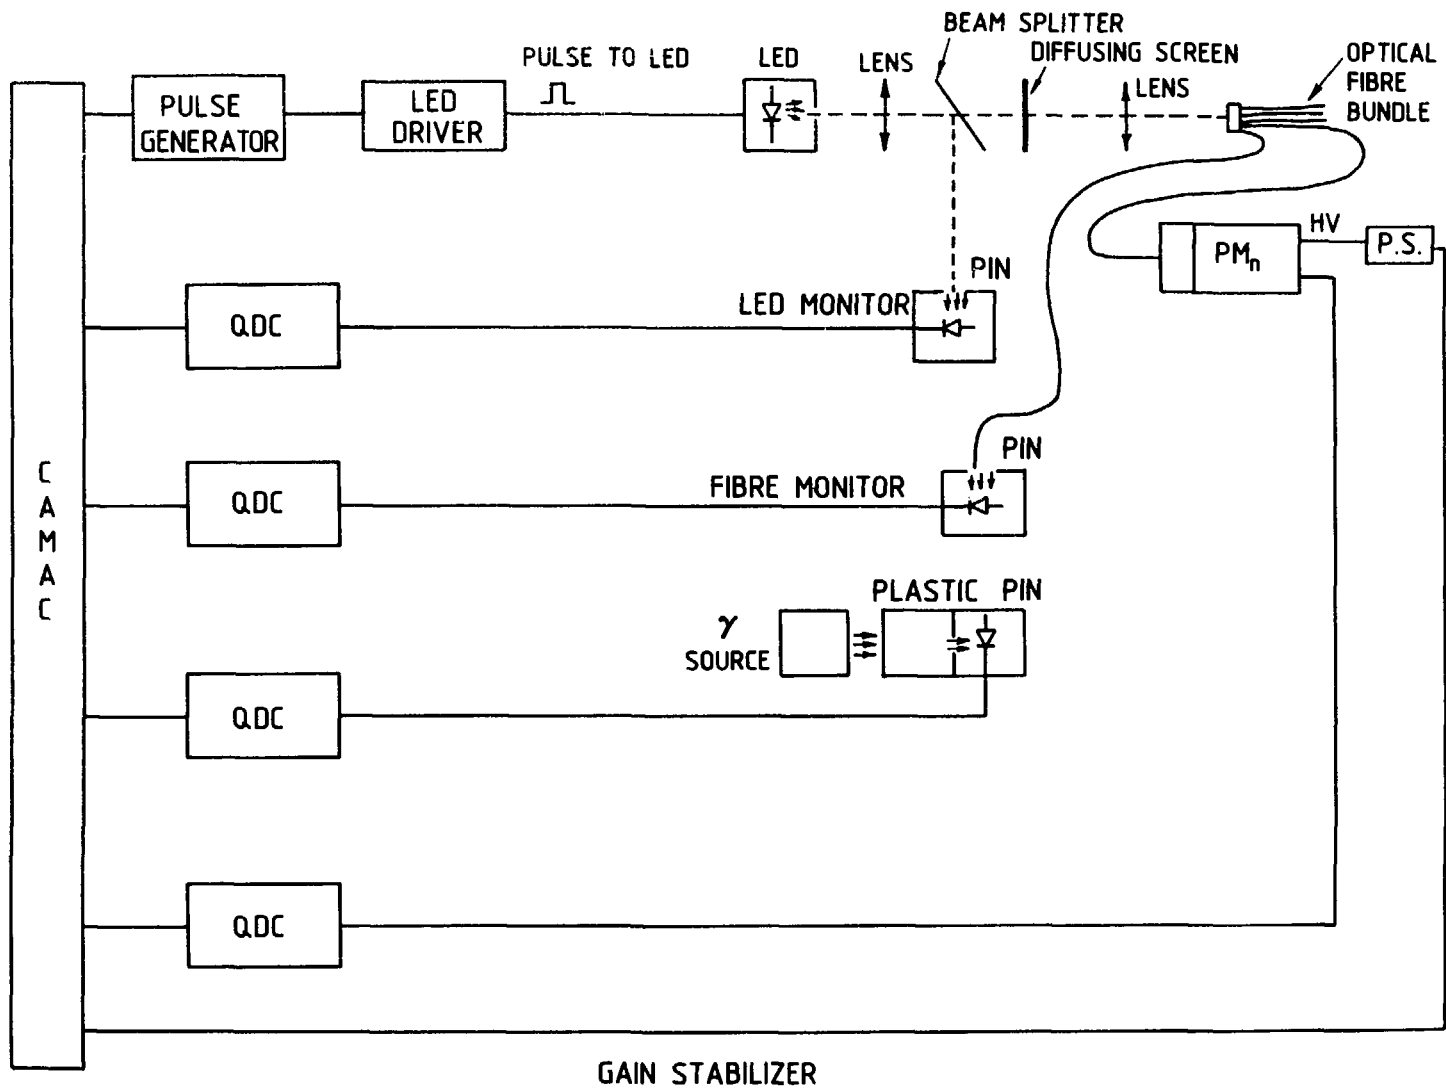 BEAM SPLITTER
DIFFUSING SCREEN
OPTICAL
FIBRE
BUNDLE
PULSE TO LED
LED
LENS
LENS
PULSE
GENERATOR
LED
DRIVER
HV
P.S.
PMn
PIN
LED MONITOR
QDC
PIN
FIBRE MONITOR
QDC
CAMAC
PLASTIC PIN
γ
SOURCE
QDC
QDC
GAIN STABILIZER